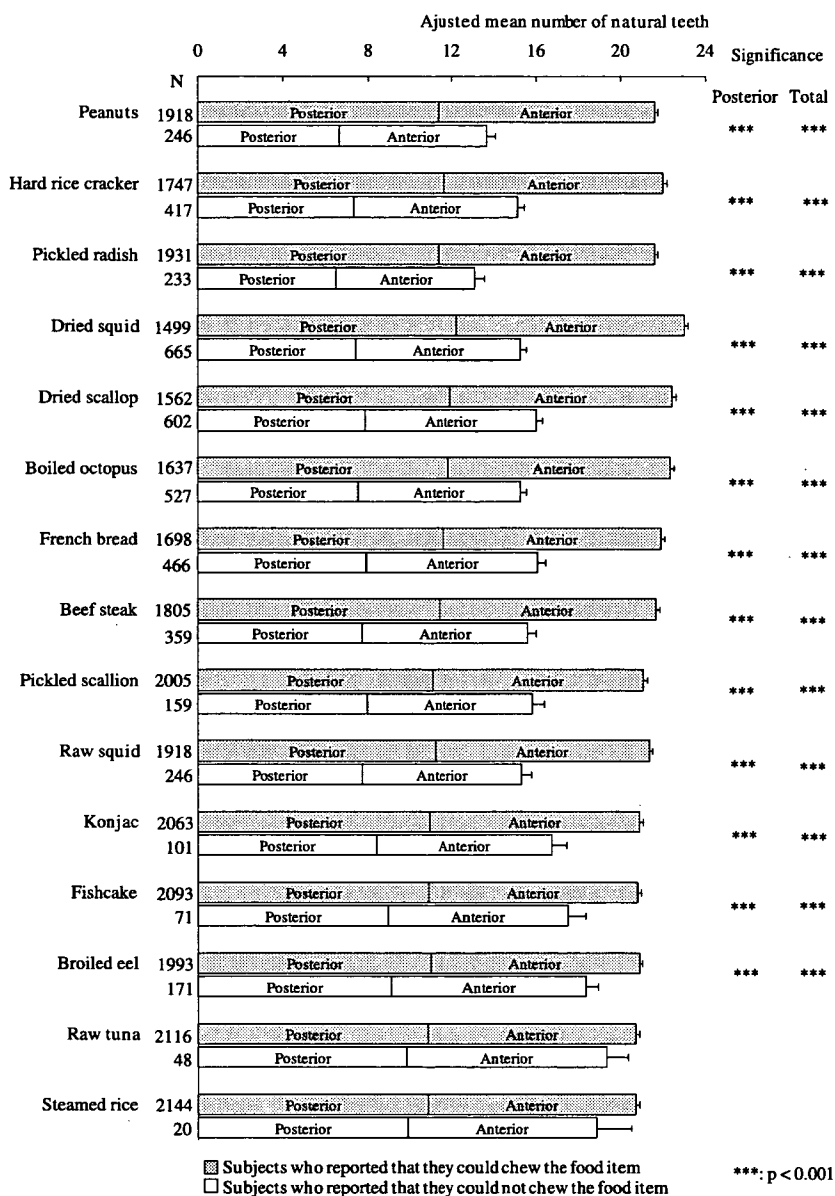 Ajusted mean number of natural teeth
0 4 8 12 16 20 24
Significance
N
Posterior Total
Peanuts 1918 Posterior Anterior
246 Posterior Anterior *** ***
Hard rice cracker 1747 Posterior Anterior
417 Posterior Anterior *** ***
Pickled radish 1931 Posterior Anterior
233 Posterior Anterior *** ***
Dried squid 1499 Posterior Anterior
665 Posterior Anterior *** ***
Dried scallop 1562 Posterior Anterior
602 Posterior Anterior *** ***
Boiled octopus 1637 Posterior Anterior
527 Posterior Anterior *** ***
French bread 1698 Posterior Anterior
466 Posterior Anterior *** ***
Beef steak 1805 Posterior Anterior
359 Posterior Anterior *** ***
Pickled scallion 2005 Posterior Anterior
159 Posterior Anterior *** ***
Raw squid 1918 Posterior Anterior
246 Posterior Anterior *** ***
Konjac 2063 Posterior Anterior
101 Posterior Anterior *** ***
Fishcake 2093 Posterior Anterior
71 Posterior Anterior *** ***
Broiled eel 1993 Posterior Anterior
171 Posterior Anterior *** ***
Raw tuna 2116 Posterior Anterior
48 Posterior Anterior
Steamed rice 2144 Posterior Anterior
20 Posterior Anterior
Subjects who reported that they could chew the food item
Subjects who reported that they could not chew the food item
***: p < 0.001